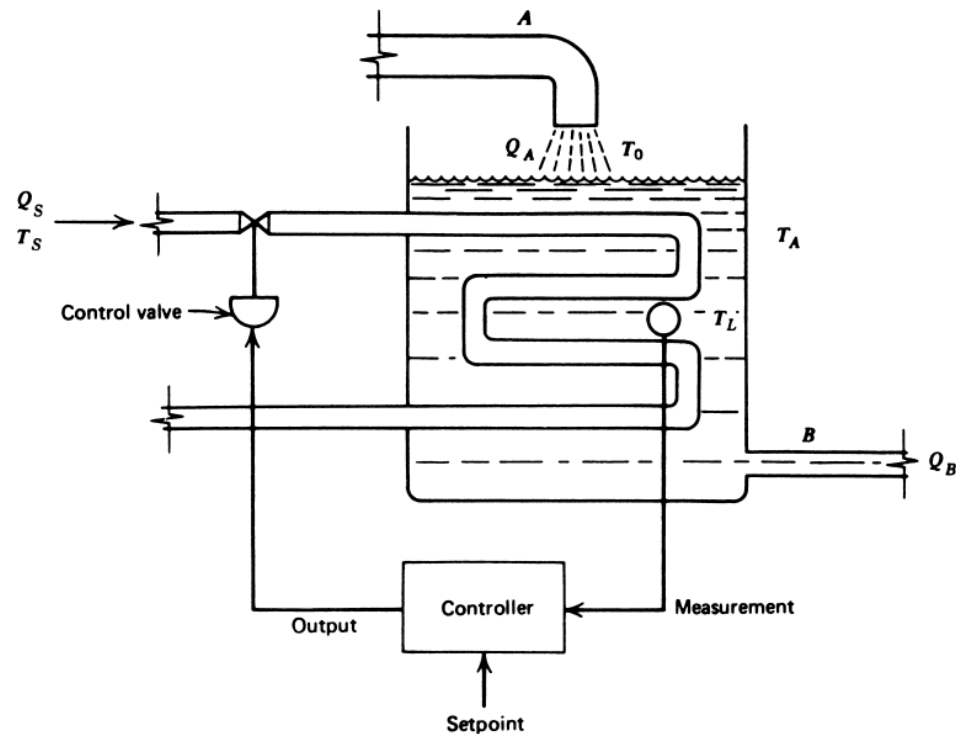 A
Q_A
T_0
Q_S
T_S
T_A
Control valve
T_L
B
Q_B
Controller
Measurement
Output
Setpoint